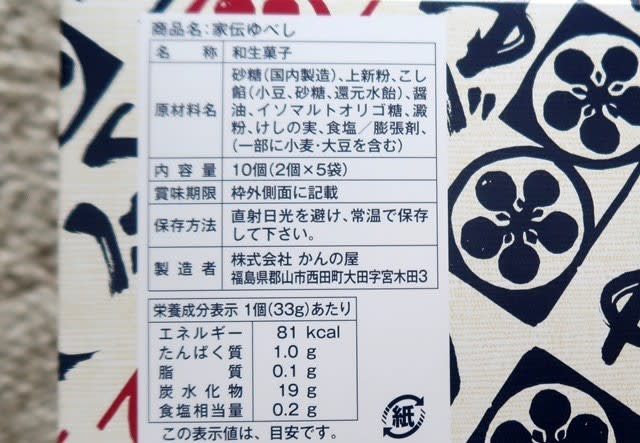 商品名:家伝ゆべし
名 称 和生菓子
原材料名 砂糖(国内製造)、上新粉、こし
餡(小豆、砂糖、還元水飴)、醤
油、イソマルトオリゴ糖、澱
粉、けしの実、食塩／膨張剤、
(一部に小麦・大豆を含む)
内 容 量 10個(2個×5袋)
賞味期限 枠外側面に記載
保存方法 直射日光を避け、常温で保存
して下さい。
製 造 者 株式会社 かんの屋
福島県郡山市西田町大田字宮木田3
栄養成分表示 1個(33g)あたり
エネルギー 81 kcal
たんぱく質 1.0 g
脂 質 0.1 g
炭水化物 19 g
食塩相当量 0.2 g
この表示値は、目安です。
紙